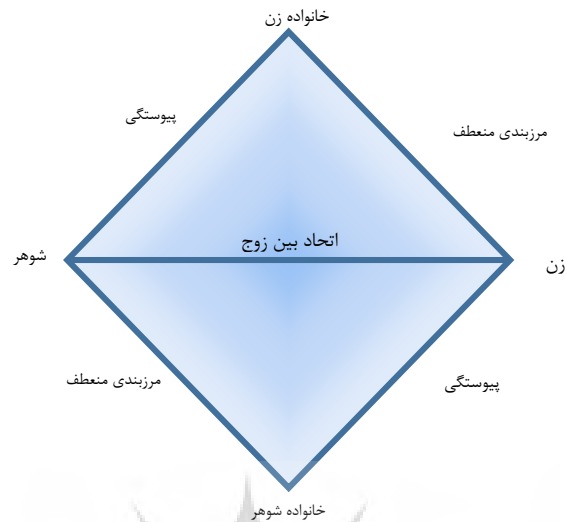 خانواده زن
پیوستگی
مرزبندی منعطف
اتحاد بین زوج
شوهر
زن
مرزبندی منعطف
پیوستگی
خانواده شوهر